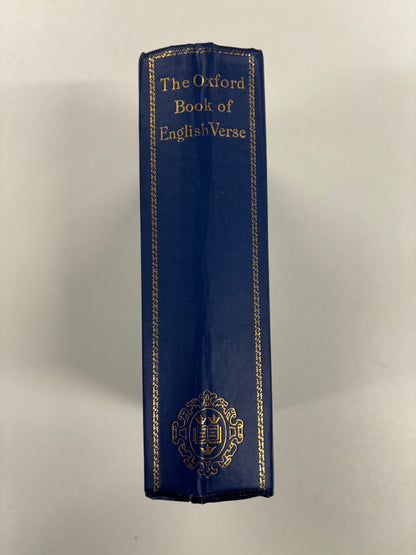 The Oxford
Book of
English Verse